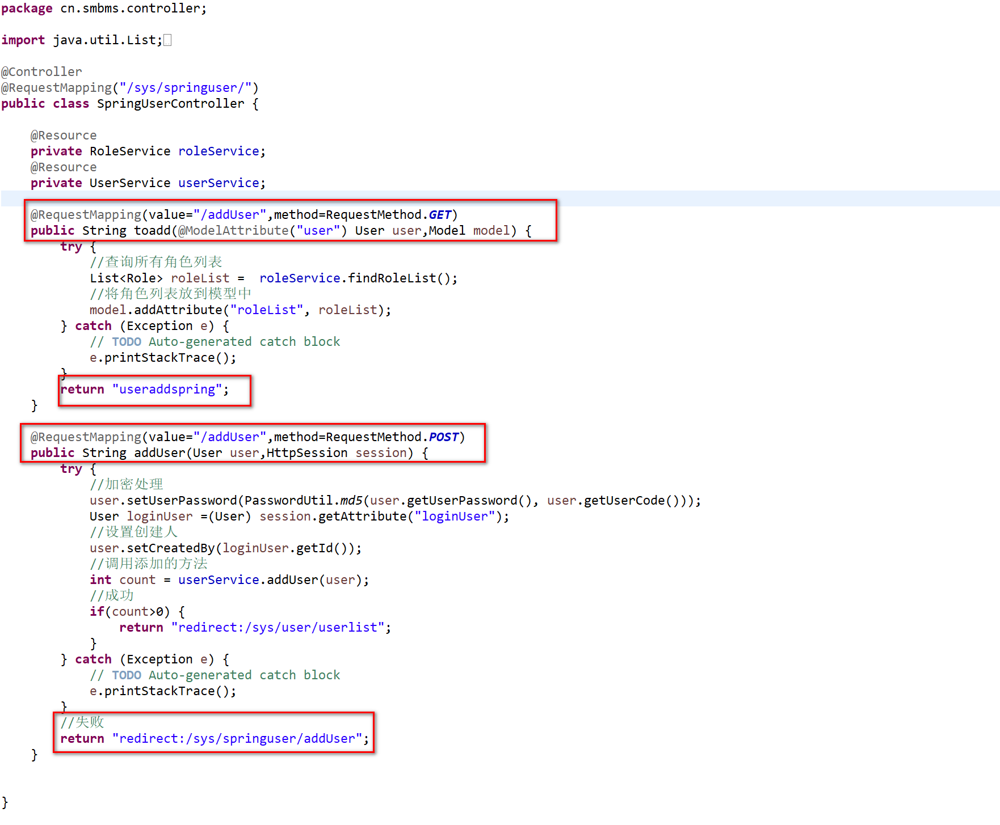 package cn.smbms.controller;
import java.util.List;
@Controller
@RequestMapping("/sys/springuser/")
public class SpringUserController {
@Resource
private RoleService roleService;
@Resource
private UserService userService;
@RequestMapping(value="/addUser",method=RequestMethod.GET)
public String toadd(@ModelAttribute("user") User user,Model model) {
try {
//查询所有角色列表
List<Role> roleList =  roleService.findRoleList();
//将角色列表放到模型中
model.addAttribute("roleList", roleList);
} catch (Exception e) {
// TODO Auto-generated catch block
e.printStackTrace();
}
return "useraddspring";
}
@RequestMapping(value="/addUser",method=RequestMethod.POST)
public String addUser(User user,HttpSession session) {
try {
//加密处理
user.setUserPassword(PasswordUtil.md5(user.getUserPassword(), user.getUserCode()));
User loginUser =(User) session.getAttribute("loginUser");
//设置创建人
user.setCreatedBy(loginUser.getId());
//调用添加的方法
int count = userService.addUser(user);
//成功
if(count>0) {
return "redirect:/sys/user/userlist";
}
} catch (Exception e) {
// TODO Auto-generated catch block
e.printStackTrace();
}
//失败
return "redirect:/sys/springuser/addUser";
}
}